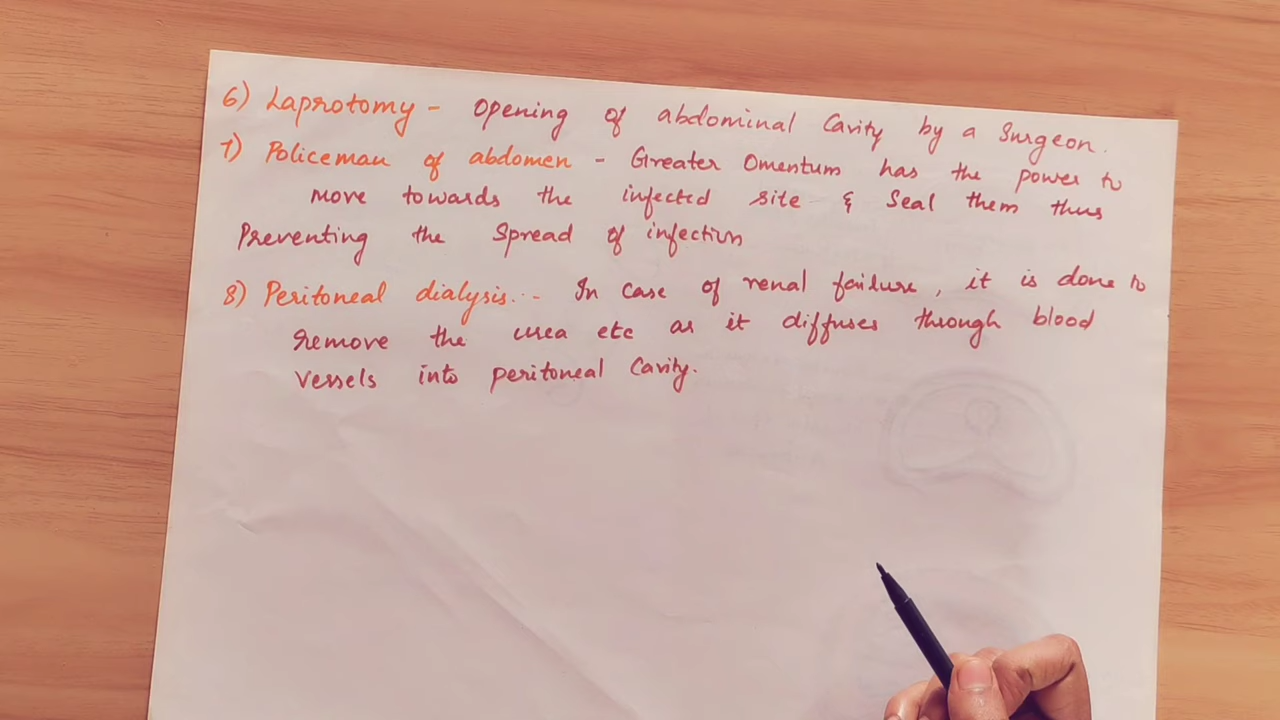 6) Laprotomy - Opening of abdominal Cavity by a Surgeon.
7) Policeman of abdomen - Greater Omentum has the power to
move towards the infected site & Seal them thus
Preventing the Spread of infection
8) Peritoneal dialysis. - In case of renal failure, it is done to
remove the urea etc as it diffuses through blood
vessels into peritoneal Cavity.